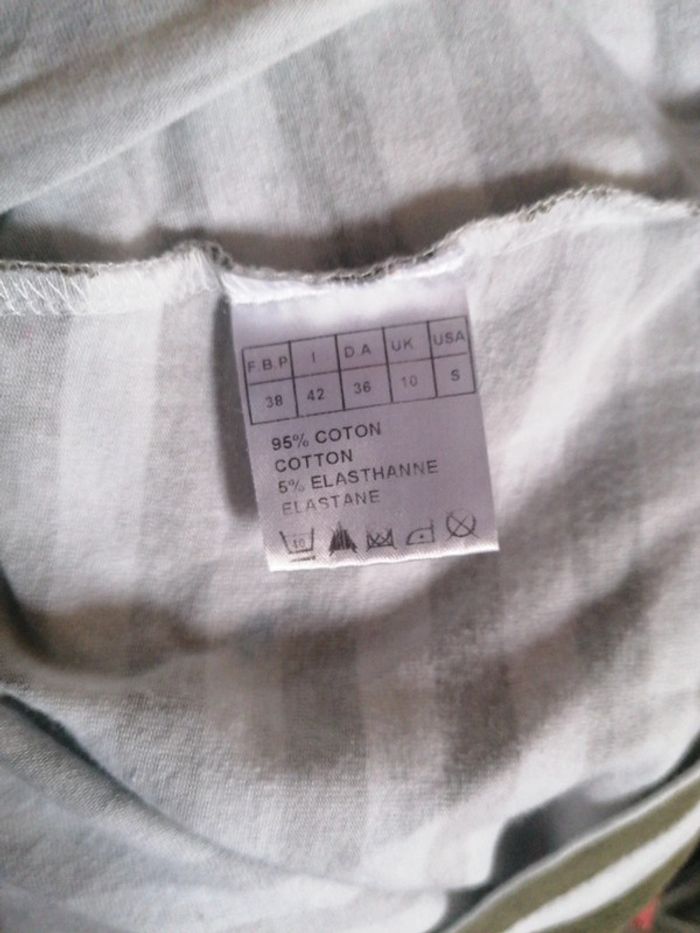 F.B.P I D.A UK USA
38 42 36 10 S
95% COTON
COTTON
5% ELASTHANNE
ELASTANE